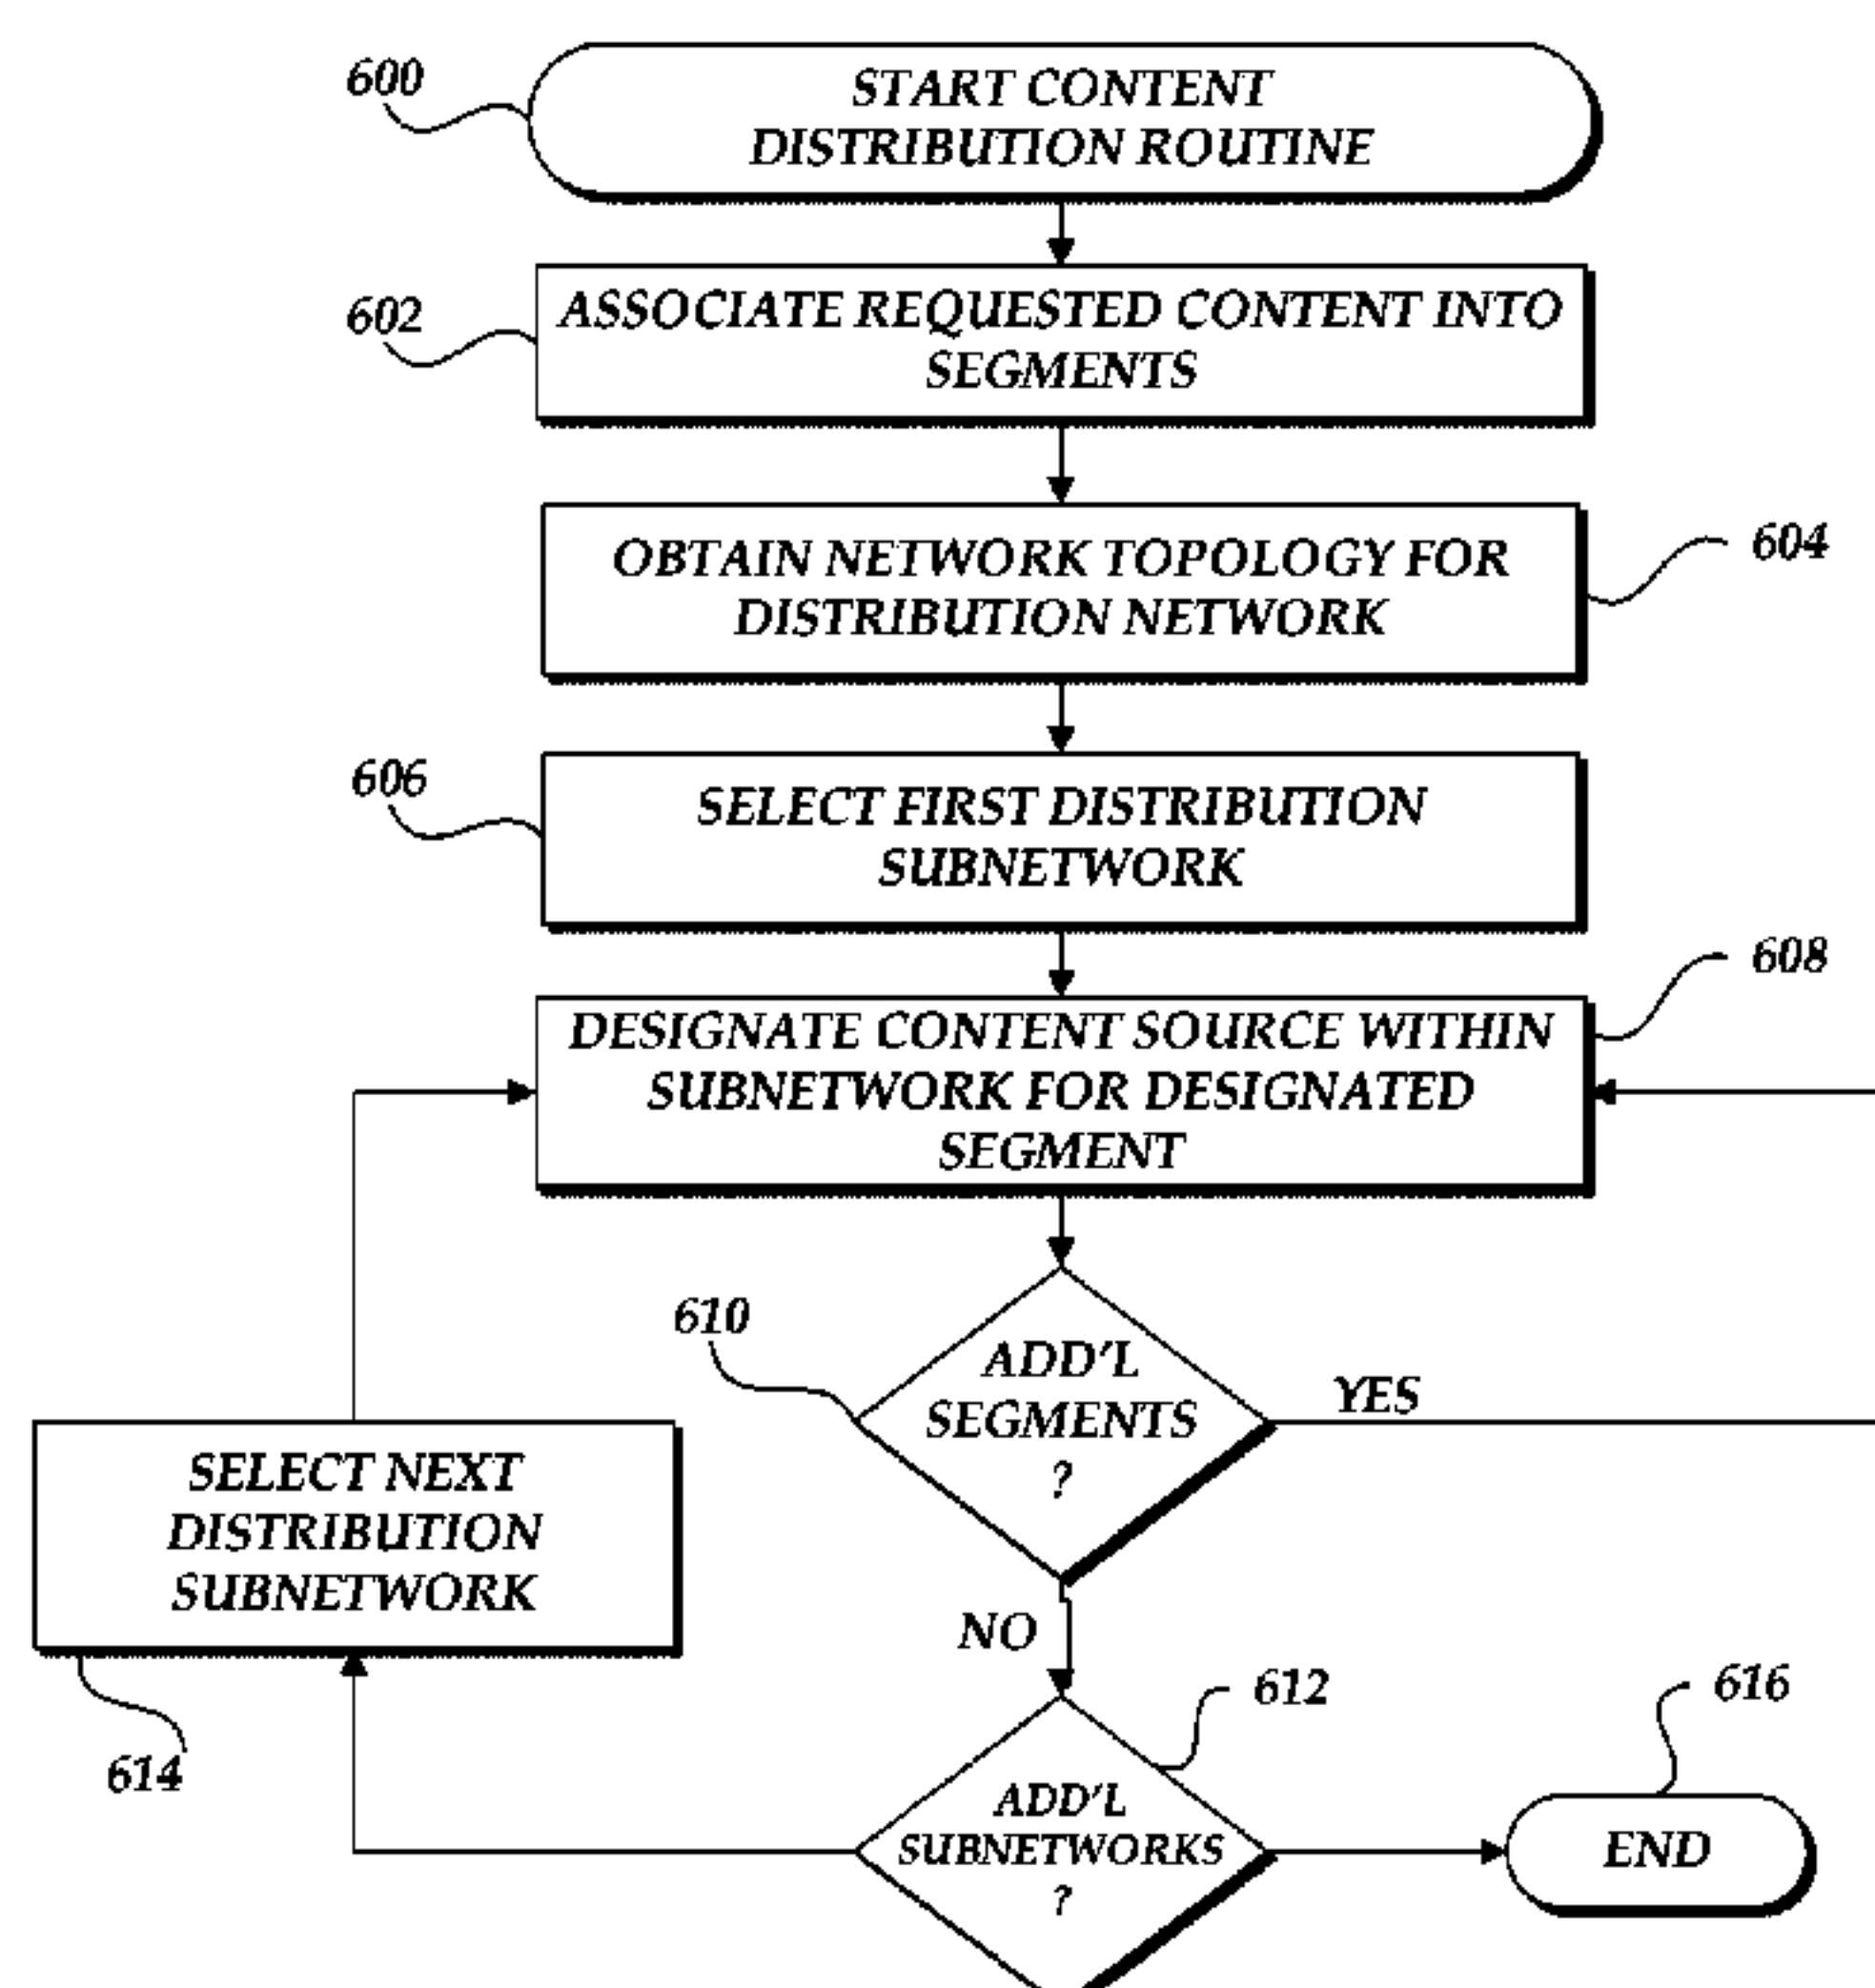 600
START CONTENT
DISTRIBUTION ROUTINE
602
ASSOCIATE REQUESTED CONTENT INTO
SEGMENTS
OBTAIN NETWORK TOPOLOGY FOR
DISTRIBUTION NETWORK
604
606
SELECT FIRST DISTRIBUTION
SUBNETWORK
608
DESIGNATE CONTENT SOURCE WITHIN
SUBNETWORK FOR DESIGNATED
SEGMENT
610
ADD'L
SEGMENTS
?
YES
SELECT NEXT
DISTRIBUTION
SUBNETWORK
614
NO
612
ADD'L
SUBNETWORKS
?
616
END